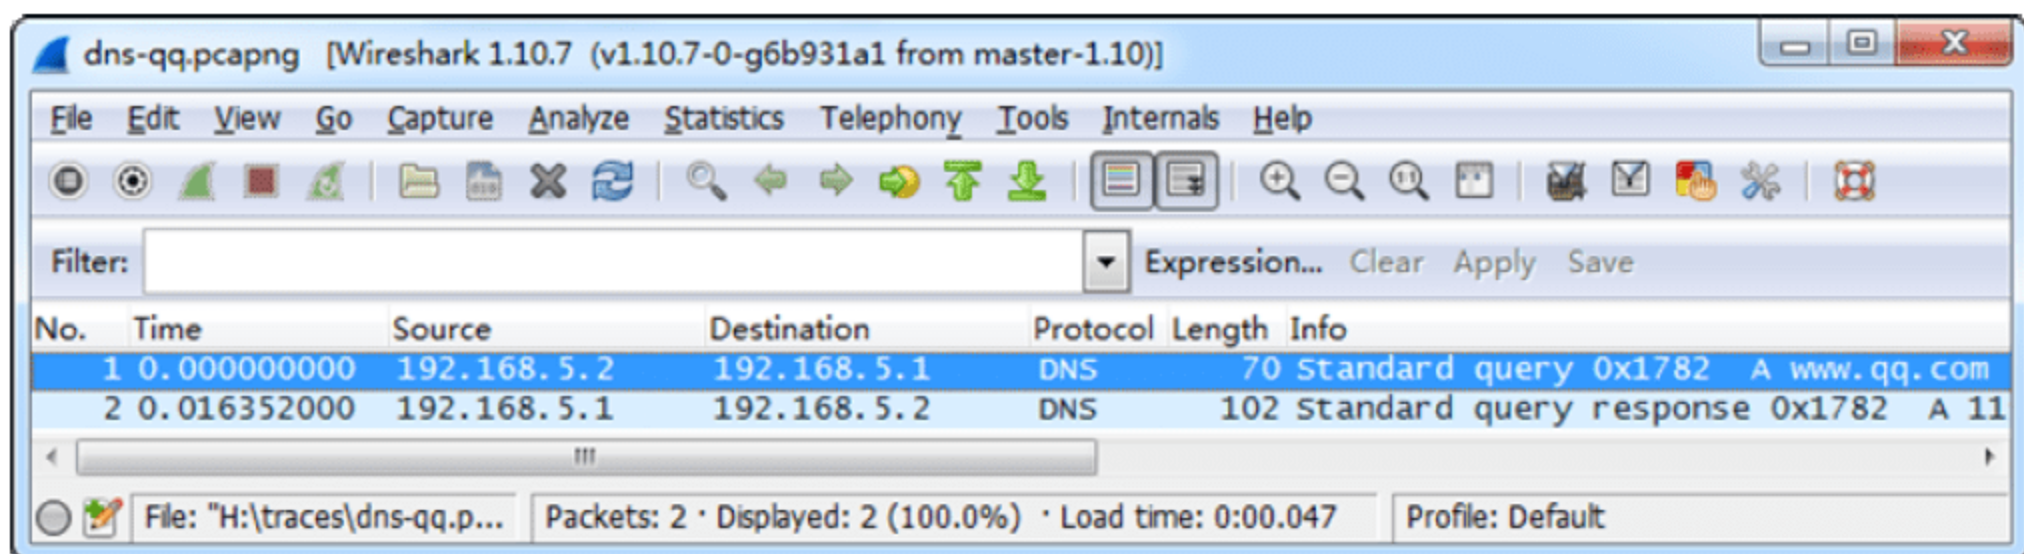 dns-qq.pcapng [Wireshark 1.10.7 (v1.10.7-0-g6b931a1 from master-1.10)]
File Edit View Go Capture Analyze Statistics Telephony Tools Internals Help
Filter: Expression... Clear Apply Save
No. Time Source Destination Protocol Length Info
1 0.000000000 192.168.5.2 192.168.5.1 DNS 70 Standard query 0x1782 A www.qq.com
2 0.016352000 192.168.5.1 192.168.5.2 DNS 102 Standard query response 0x1782 A 11
File: "H:\traces\dns-qq.p... Packets: 2 · Displayed: 2 (100.0%) · Load time: 0:00.047 Profile: Default